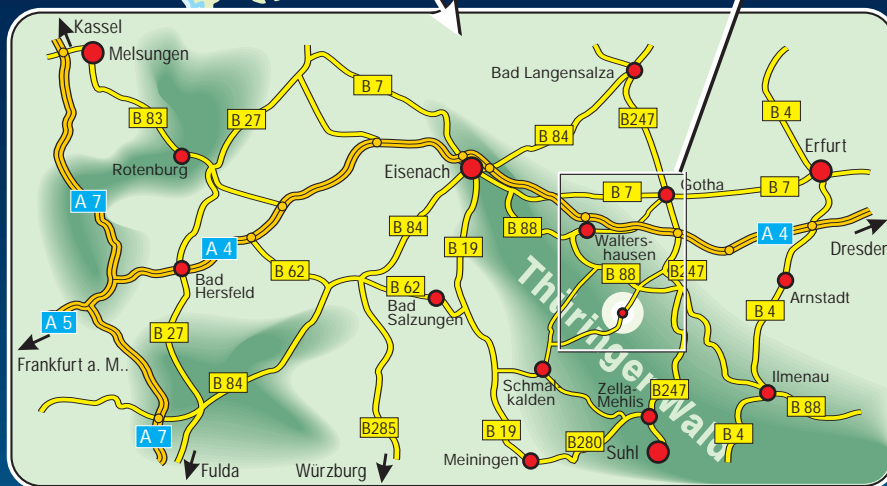 Kassel
Melsungen
B 7
Bad Langensalza
B 83
B 27
B 84
B247
B 4
Erfurt
Rotenburg
Eisenach
A 7
B 7
Gotha
B 7
A 4
B 84
B 88
Walters-
hausen
A 4
Dresden
B 19
Bad
Hersfeld
B 62
B 62
Bad
Salzungen
B 88
B247
Arnstadt
A 5
B 27
B 4
Frankfurt a. M..
Thüringer Wald
B 84
Schmal-
kalden
Zella-
Mehlis
B247
Ilmenau
B 88
A 7
B285
B 19
B280
B 4
Fulda
Würzburg
Meiningen
Suhl